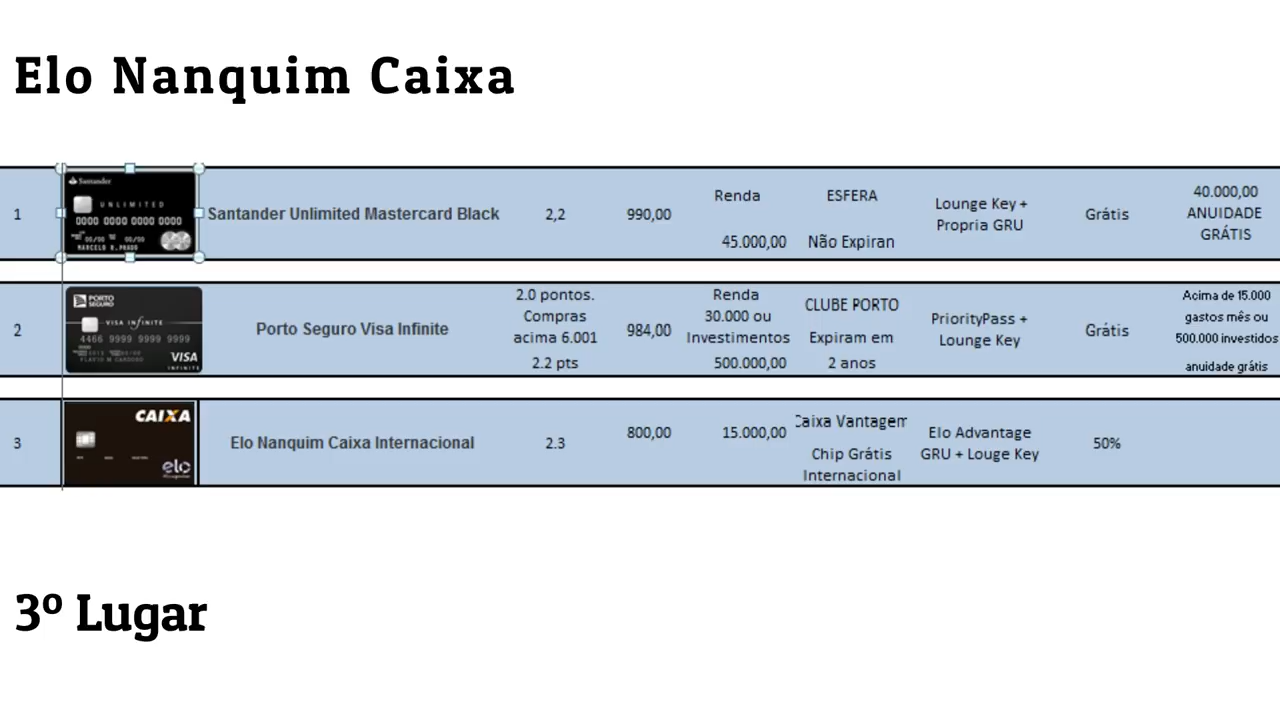 Elo Nanquim Caixa
1
Santander
UNLIMITED
0000 0000 0000 0000
00/00 00/00
MARCELO R.PRADO
Santander Unlimited Mastercard Black
2,2
990,00
Renda
45.000,00
ESFERA
Não Expiran
Lounge Key +
Propria GRU
Grátis
40.000,00
ANUIDADE
GRÁTIS
2
PORTO
SEGURO
VISA INFINITE
4466 9999 9999 9999
FLAVIO M CARDOSO
VISA
INFINITE
Porto Seguro Visa Infinite
2.0 pontos.
Compras
acima 6.001
2.2 pts
984,00
Renda
30.000 ou
Investimentos
500.000,00
CLUBE PORTO
Expiram em
2 anos
PriorityPass +
Lounge Key
Grátis
Acima de 15.000
gastos mês ou
500.000 investidos
anuidade grátis
3
CAIXA
elo
Elo Nanquim Caixa Internacional
2.3
800,00
15.000,00
Caixa Vantagem
Chip Grátis
Internacional
Elo Advantage
GRU + Louge Key
50%
3º Lugar